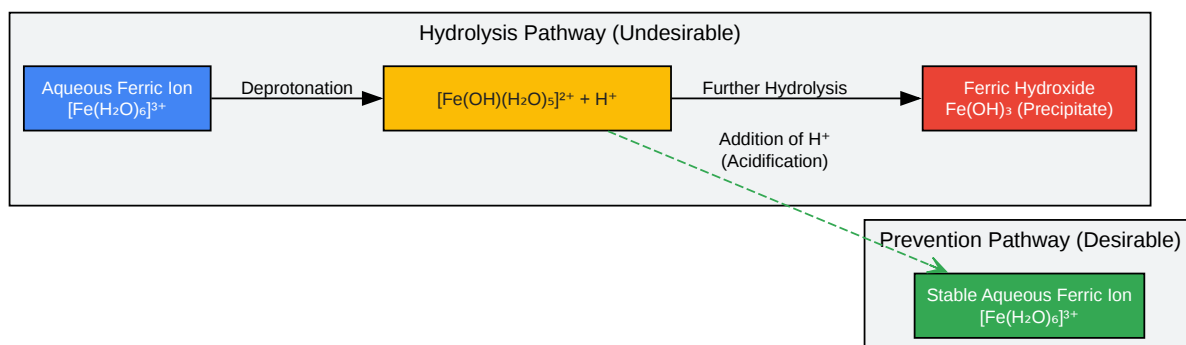 Hydrolysis Pathway (Undesirable)
Aqueous Ferric Ion
[Fe(H₂O)₆]³⁺
Deprotonation
[Fe(OH)(H₂O)₅]²⁺ + H⁺
Further Hydrolysis
Ferric Hydroxide
Fe(OH)₃ (Precipitate)
Addition of H⁺
(Acidification)
Prevention Pathway (Desirable)
Stable Aqueous Ferric Ion
[Fe(H₂O)₆]³⁺